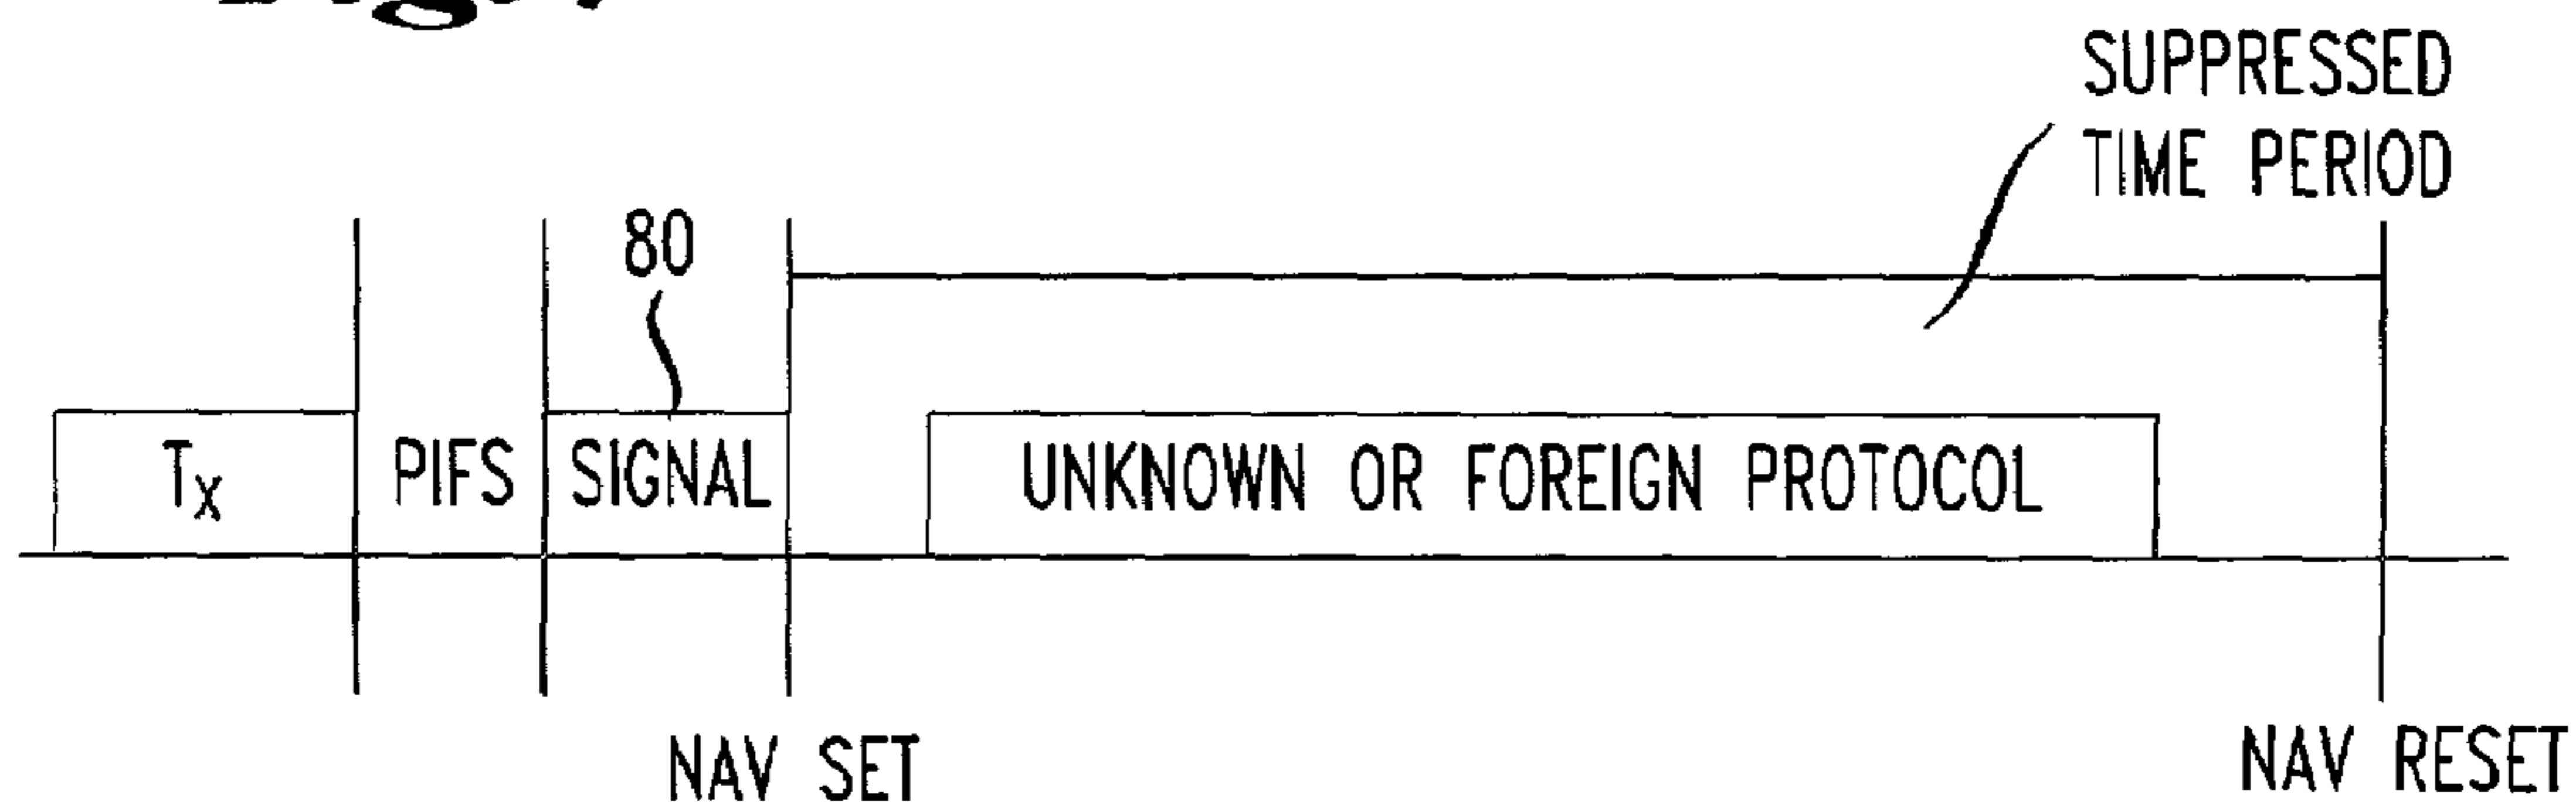 SUPPRESSED
TIME PERIOD
80
Tx
PIFS
SIGNAL
UNKNOWN OR FOREIGN PROTOCOL
NAV SET
NAV RESET